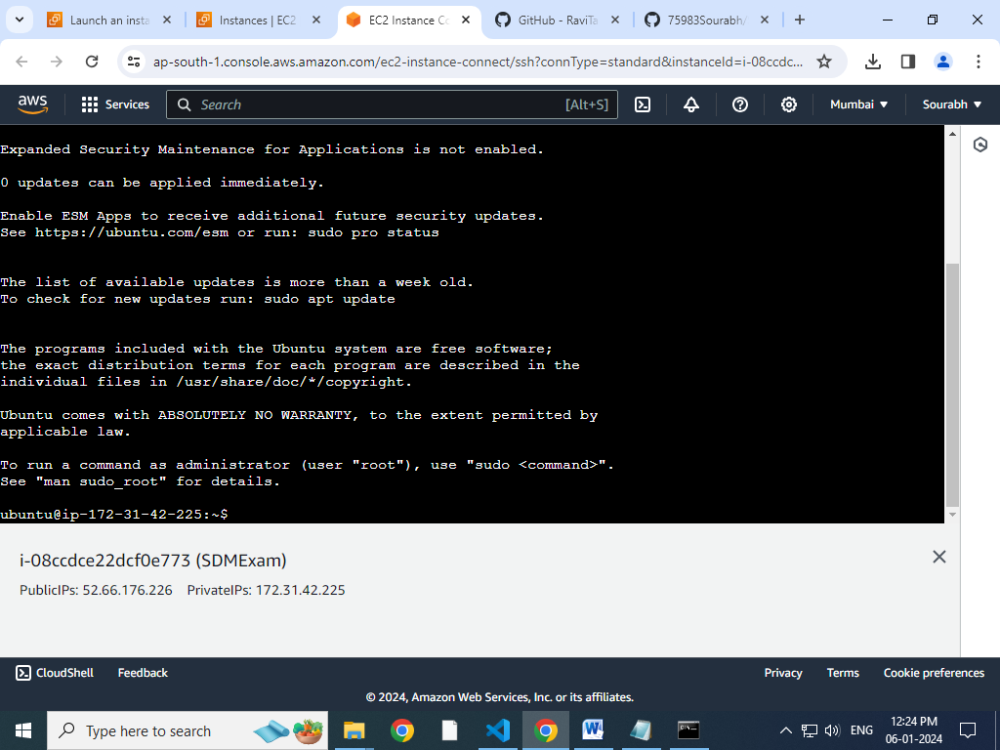 Launch an insta
Instances | EC2
EC2 Instance Co
GitHub - RaviTa
75983Sourabh/
ap-south-1.console.aws.amazon.com/ec2-instance-connect/ssh?connType=standard&instanceId=i-08ccdc...
aws
Services
Search
[Alt+S]
Mumbai
Sourabh
Expanded Security Maintenance for Applications is not enabled.
0 updates can be applied immediately.
Enable ESM Apps to receive additional future security updates.
See https://ubuntu.com/esm or run: sudo pro status
The list of available updates is more than a week old.
To check for new updates run: sudo apt update
The programs included with the Ubuntu system are free software;
the exact distribution terms for each program are described in the
individual files in /usr/share/doc/*/copyright.
Ubuntu comes with ABSOLUTELY NO WARRANTY, to the extent permitted by
applicable law.
To run a command as administrator (user "root"), use "sudo <command>".
See "man sudo_root" for details.
ubuntu@ip-172-31-42-225:~$
i-08ccdce22dcf0e773 (SDMExam)
PublicIPs: 52.66.176.226 PrivateIPs: 172.31.42.225
CloudShell
Feedback
Privacy
Terms
Cookie preferences
© 2024, Amazon Web Services, Inc. or its affiliates.
Type here to search
ENG
12:24 PM
06-01-2024